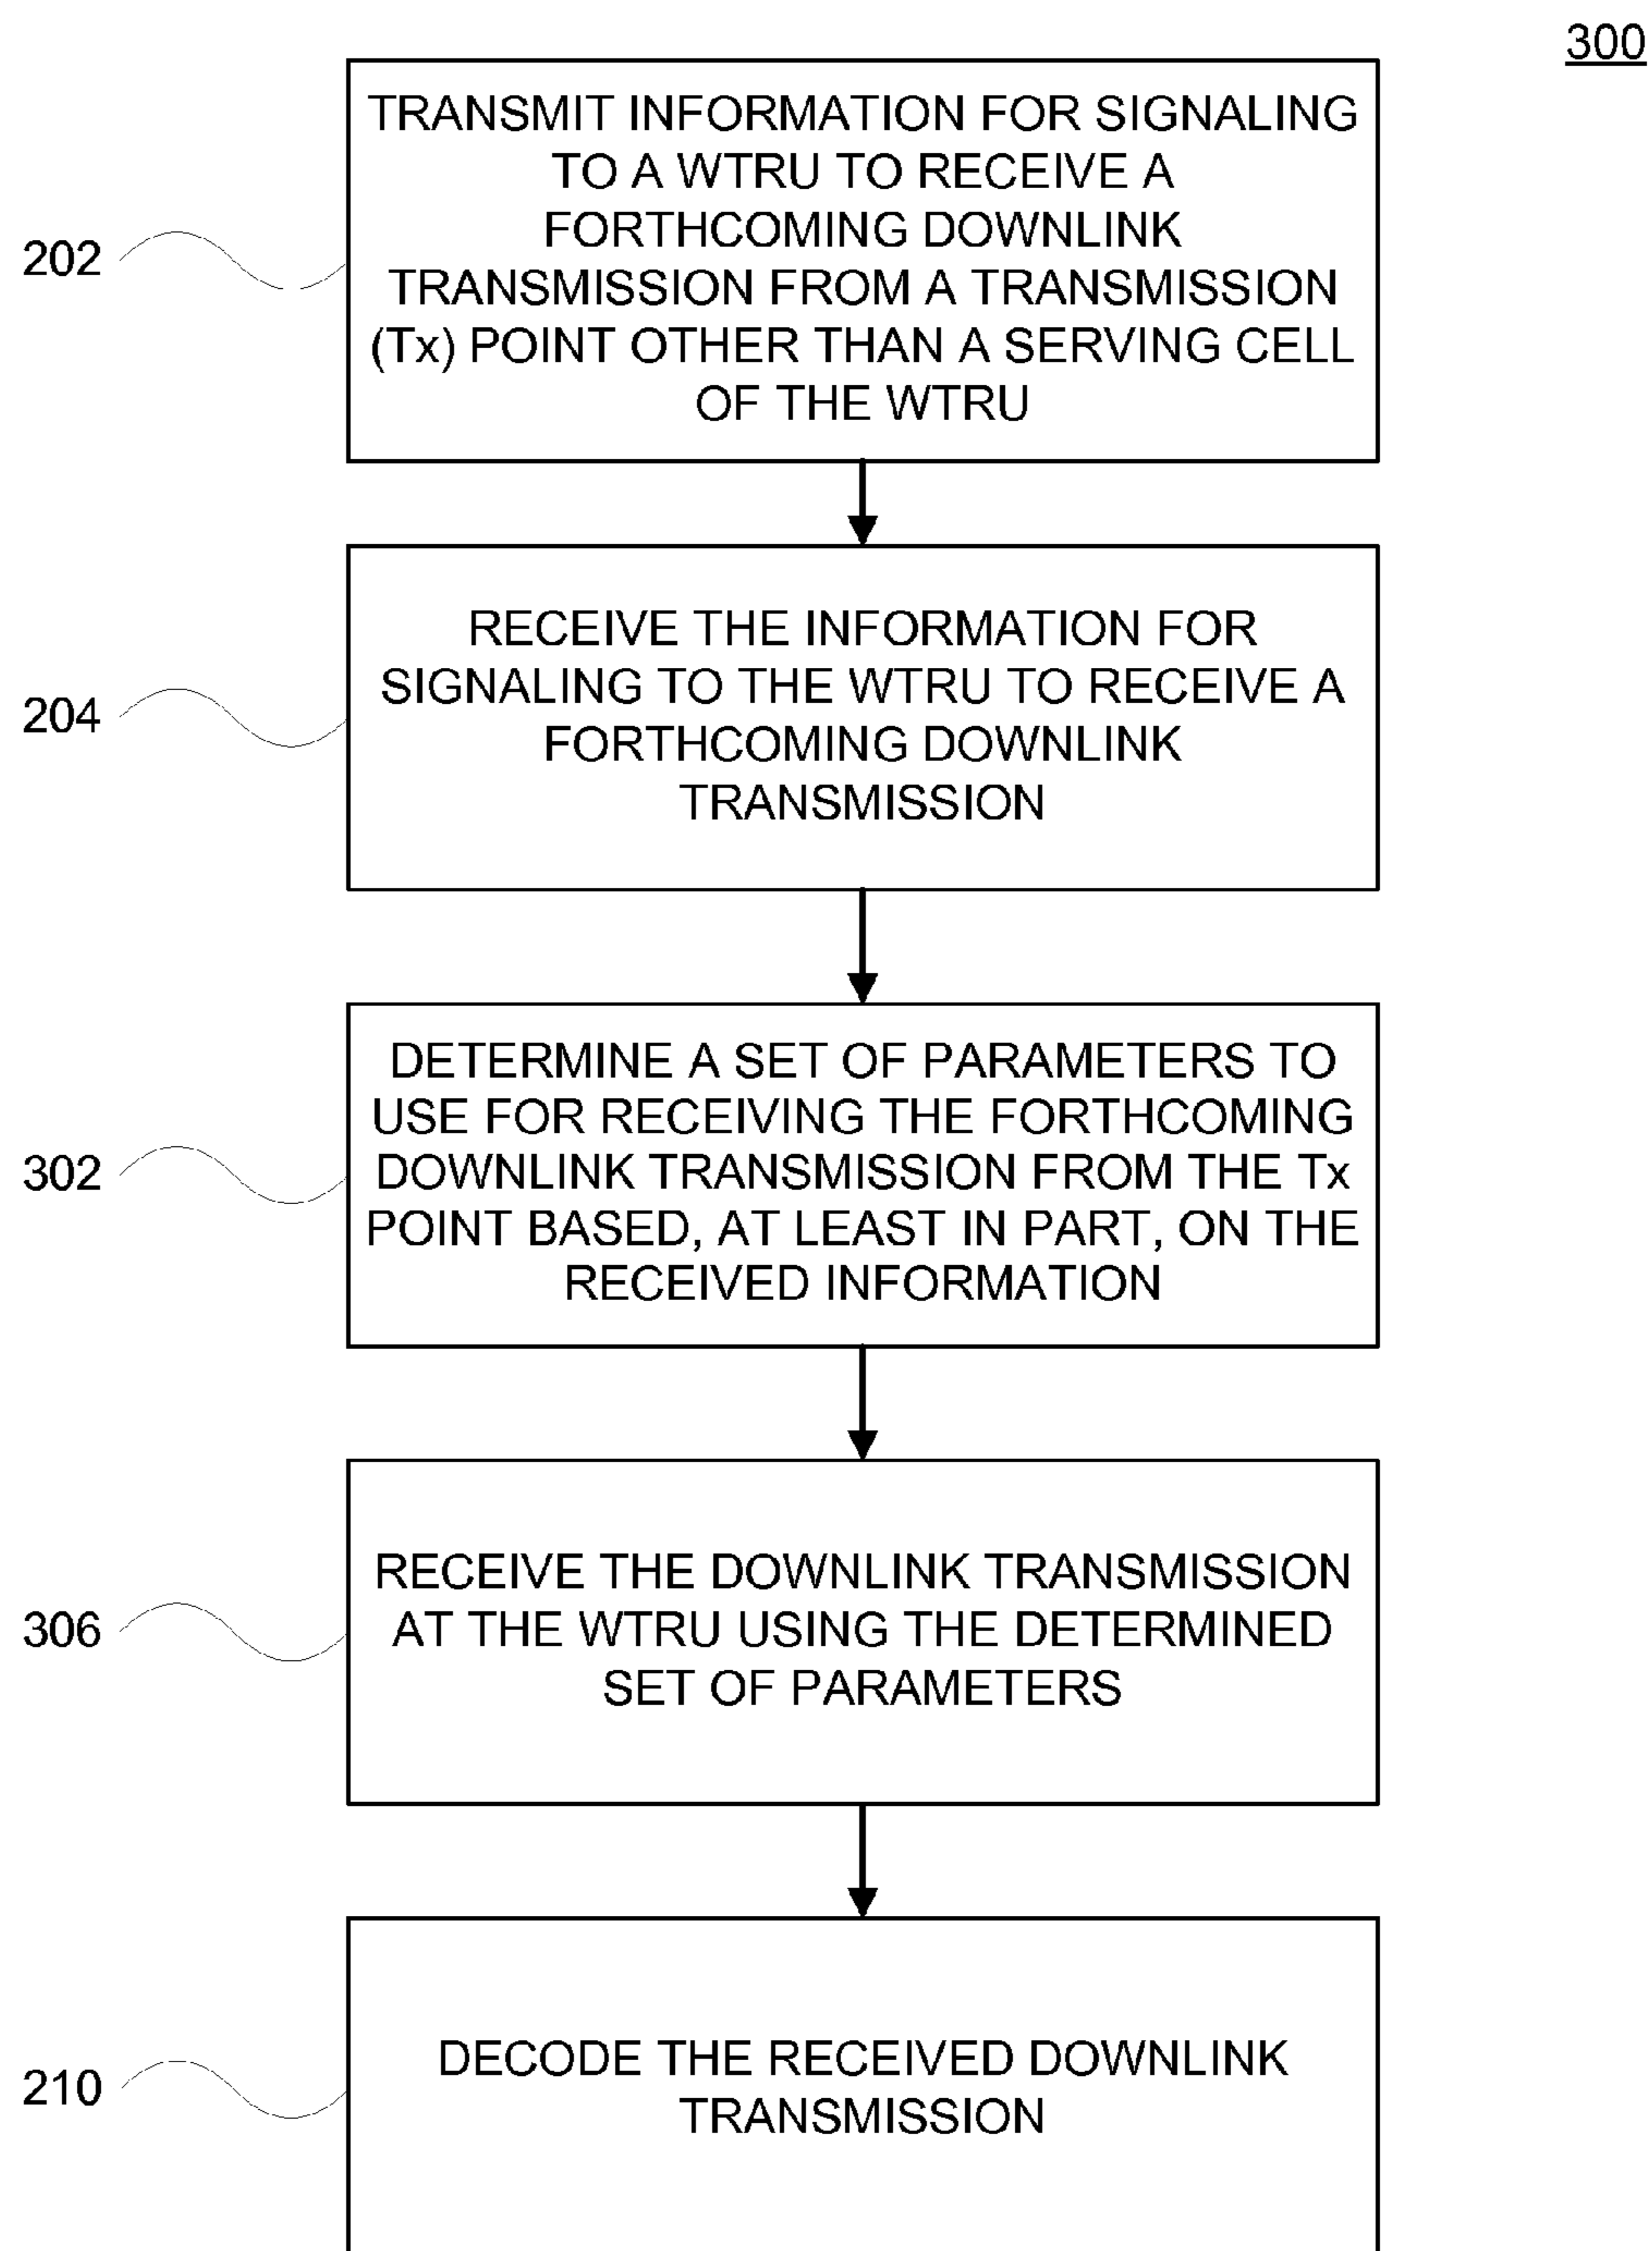 300
TRANSMIT INFORMATION FOR SIGNALING
TO A WTRU TO RECEIVE A
FORTHCOMING DOWNLINK
TRANSMISSION FROM A TRANSMISSION
(Tx) POINT OTHER THAN A SERVING CELL
OF THE WTRU
202
RECEIVE THE INFORMATION FOR
SIGNALING TO THE WTRU TO RECEIVE A
FORTHCOMING DOWNLINK
TRANSMISSION
204
DETERMINE A SET OF PARAMETERS TO
USE FOR RECEIVING THE FORTHCOMING
DOWNLINK TRANSMISSION FROM THE Tx
POINT BASED, AT LEAST IN PART, ON THE
RECEIVED INFORMATION
302
RECEIVE THE DOWNLINK TRANSMISSION
AT THE WTRU USING THE DETERMINED
SET OF PARAMETERS
306
DECODE THE RECEIVED DOWNLINK
TRANSMISSION
210